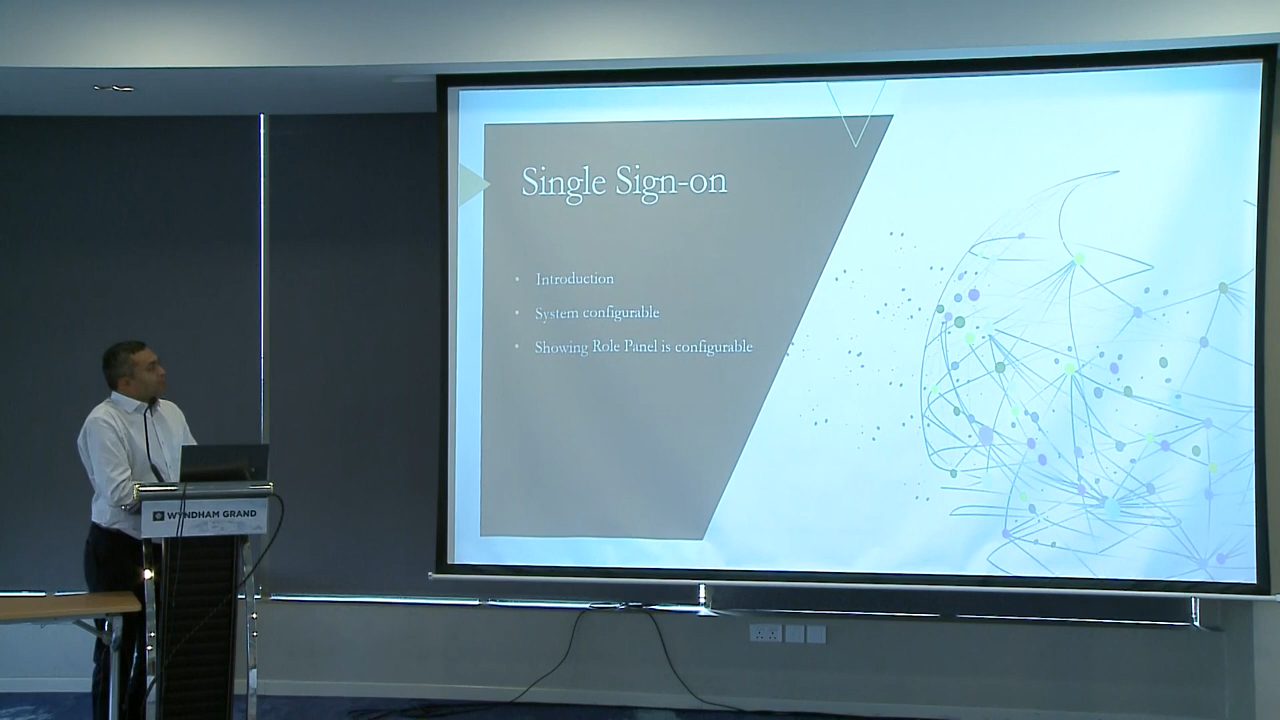 Single Sign-on
• Introduction
• System configurable
• Showing Role Panel is configurable
WYNDHAM GRAND